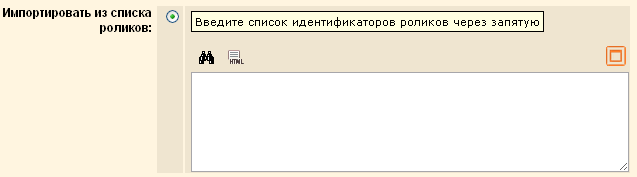 Импортировать из списка
роликов:
Введите список идентификаторов роликов через запятую
HTML